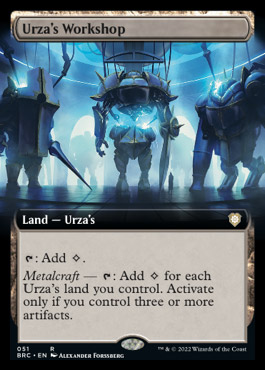 Urza's Workshop
Land — Urza's
: Add .
Metalcraft — : Add for each
Urza's land you control. Activate
only if you control three or more
artifacts.
051 R
BRC • EN ALEXANDER FORSSBERG
™ & © 2022 Wizards of the Coast